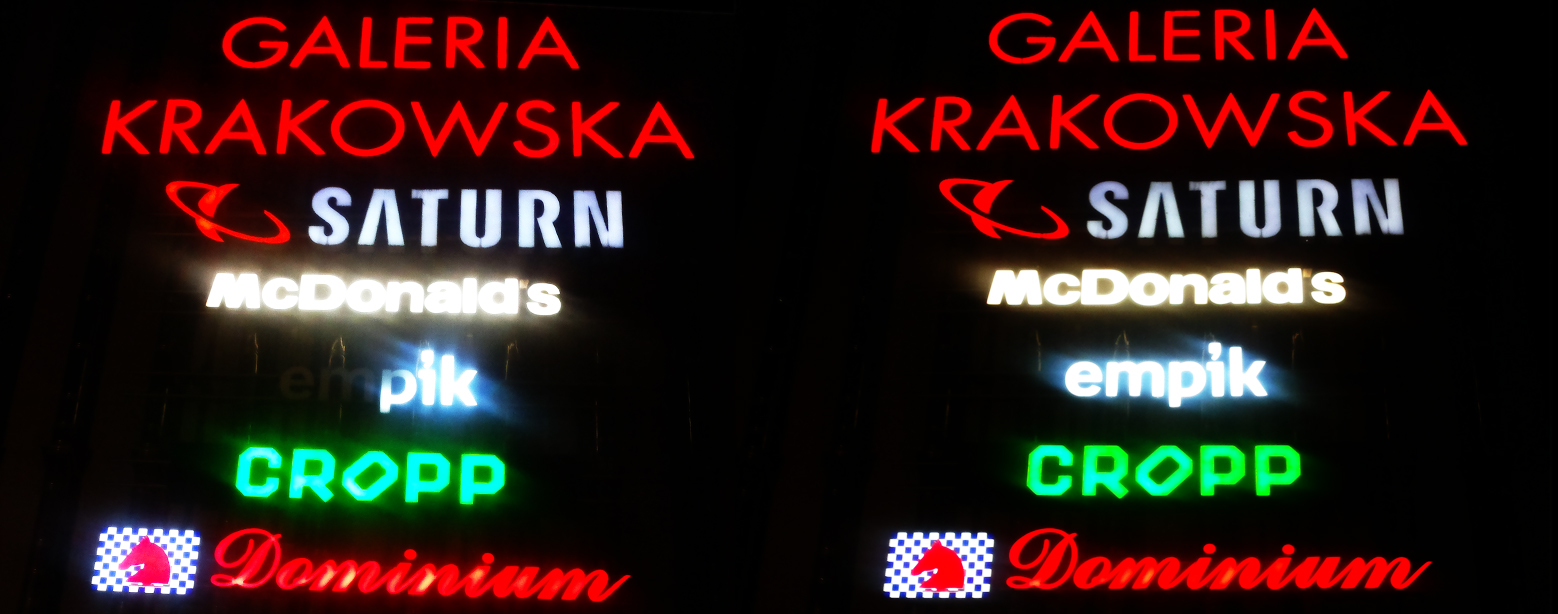 GALERIA
KRAKOWSKA
SATURN
McDonald's
empik
CROPP
Dominium
GALERIA
KRAKOWSKA
SATURN
McDonald's
empik
CROPP
Dominium